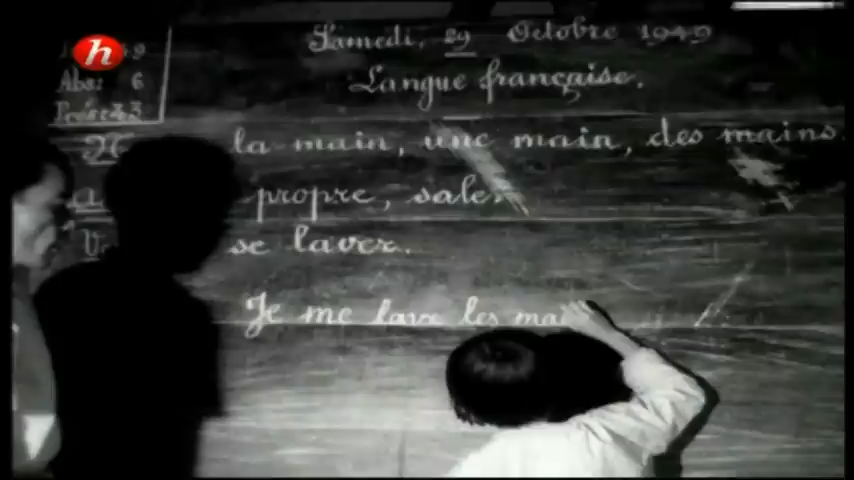 h
Samedi, 29 Octobre 1949
Langue française.
Abs: 6
la main, une main, des mains.
propre, sale.
se laver.
Je me lave les mai